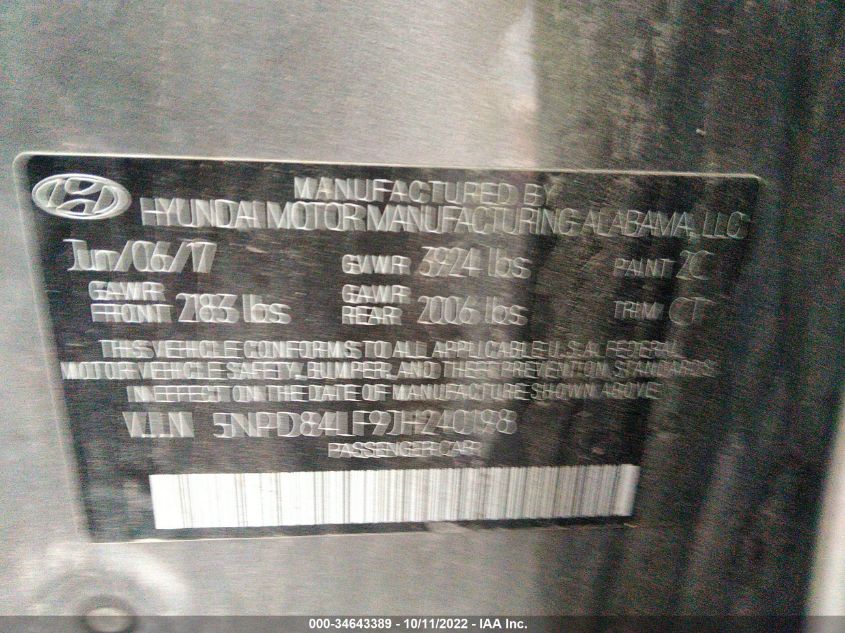 MANUFACTURED BY
HYUNDAI MOTOR MANUFACTURING ALABAMA, LLC
Jun/06/17 GVWR 3924 lbs PAINT 2C
GAWR FRONT 2183 lbs GAWR REAR 2006 lbs TRIM CT
THIS VEHICLE CONFORMS TO ALL APPLICABLE U.S.A. FEDERAL
MOTOR VEHICLE SAFETY, BUMPER, AND THEFT PREVENTION STANDARDS
IN EFFECT ON THE DATE OF MANUFACTURE SHOWN ABOVE
V.I.N 5NPD84LF9JH240198
PASSENGER CAR
000-34643389 - 10/11/2022 - IAA Inc.